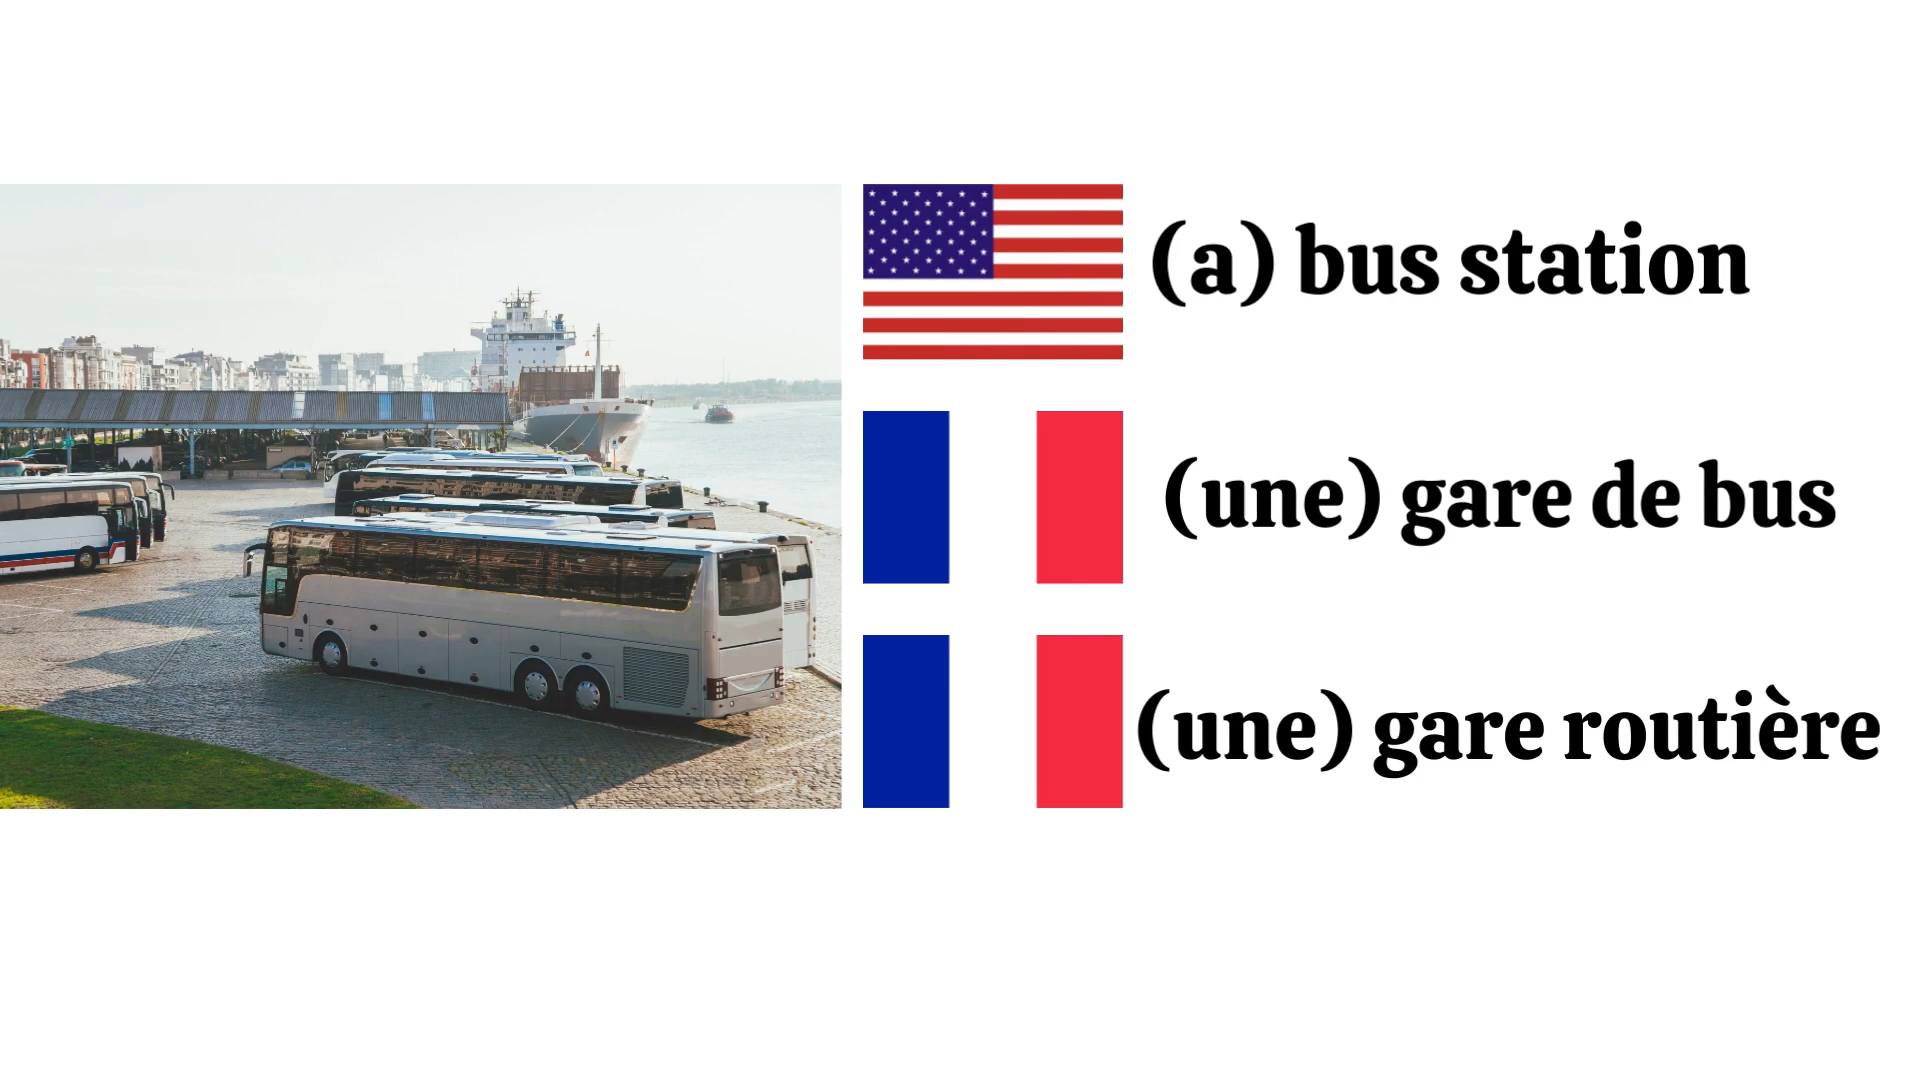 (a) bus station
(une) gare de bus
(une) gare routière